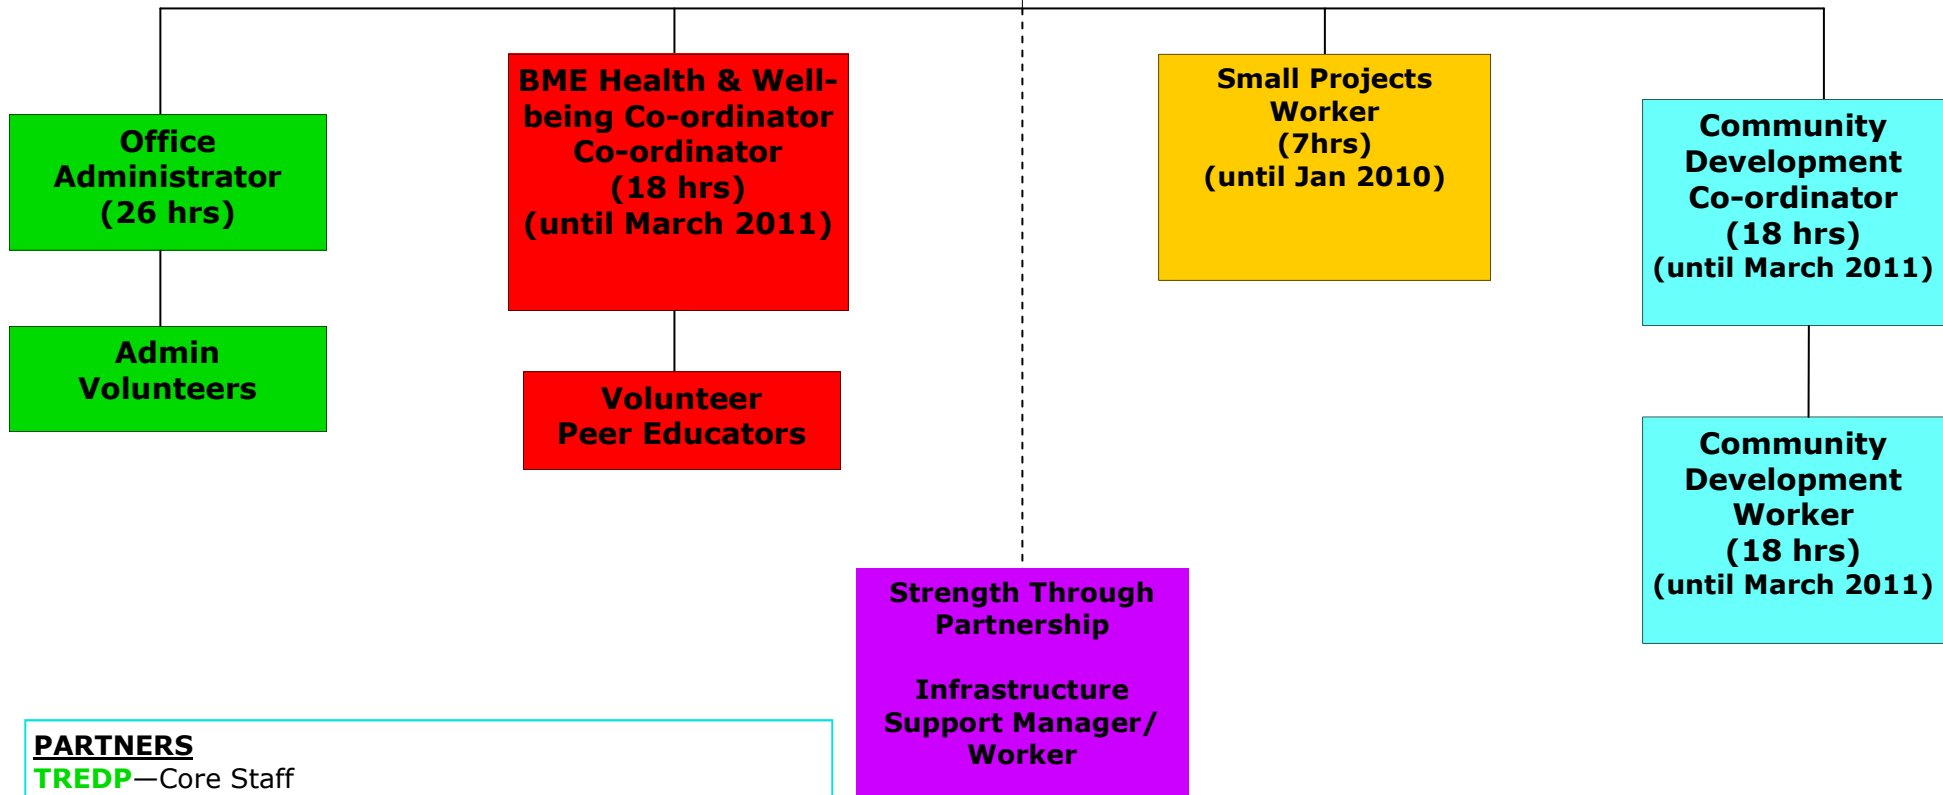 Office
Administrator
(26 hrs)
Admin
Volunteers
BME Health & Well-
being Co-ordinator
Co-ordinator
(18 hrs)
(until March 2011)
Volunteer
Peer Educators
Small Projects
Worker
(7hrs)
(until Jan 2010)
Community
Development
Co-ordinator
(18 hrs)
(until March 2011)
Community
Development
Worker
(18 hrs)
(until March 2011)
Strength Through
Partnership
Infrastructure
Support Manager/
Worker
PARTNERS
TREDP—Core Staff